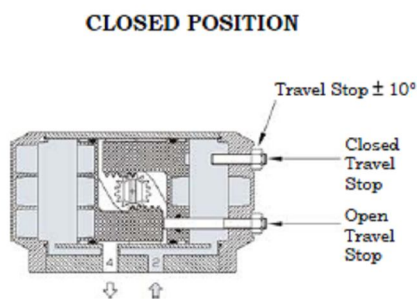 CLOSED POSITION
Travel Stop ± 10°
Closed
Travel
Stop
Open
Travel
Stop
4 2